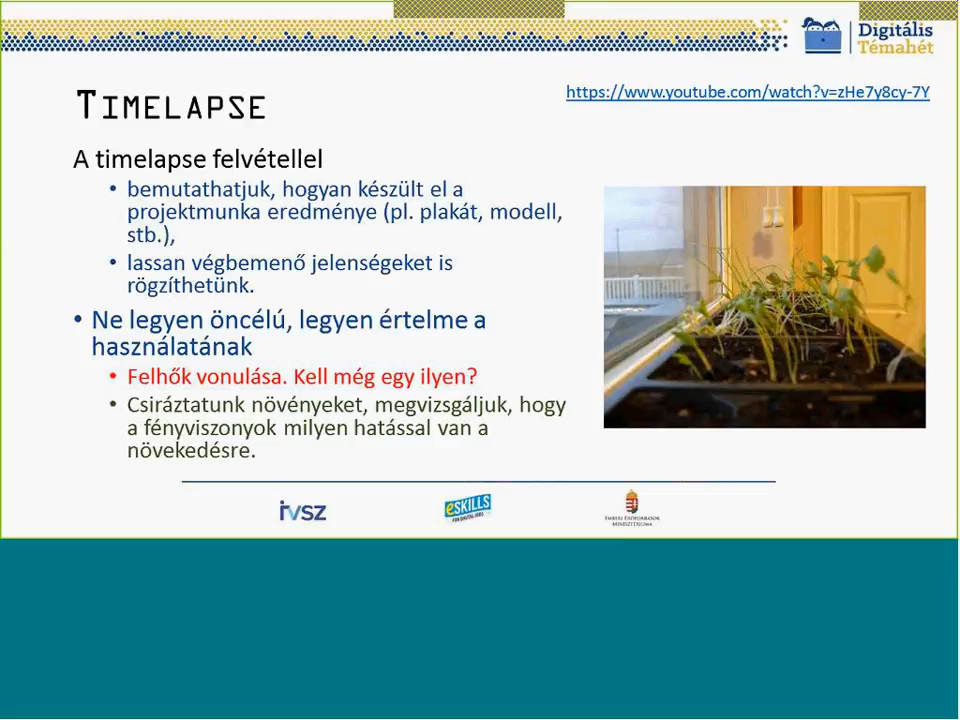 Digitális
Témahét
TIMELAPSE
https://www.youtube.com/watch?v=zHe7y8cy-7Y
A timelapse felvétellel
• bemutathatjuk, hogyan készült el a
projektmunka eredménye (pl. plakát, modell,
stb.),
• lassan végbemenő jelenségeket is
rögzíthetünk.
• Ne legyen öncélú, legyen értelme a
használatának
• Felhők vonulása. Kell még egy ilyen?
• Csiráztatunk növényeket, megvizsgáljuk, hogy
a fényviszonyok milyen hatással van a
növekedésre.
IVSZ
eSKILLS
FOR DIGITAL JOBS
EMBERI ERŐFORRÁSOK
MINISZTÉRIUMA